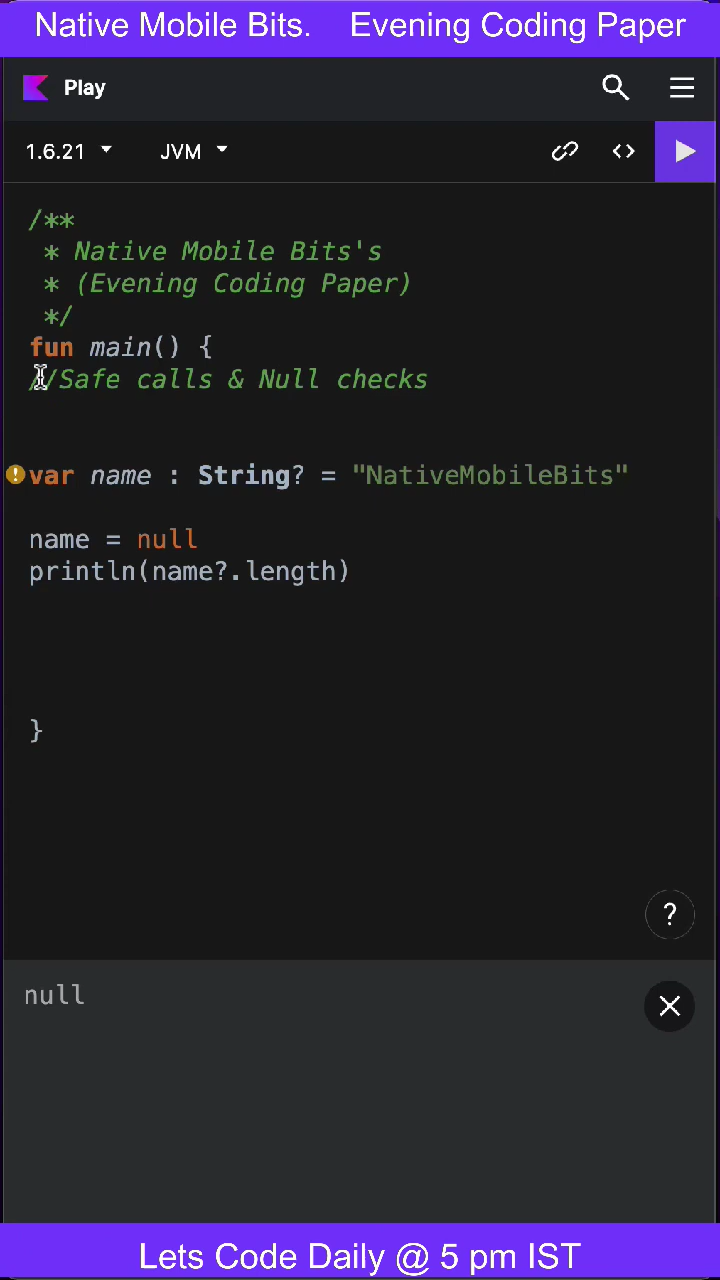 Native Mobile Bits. Evening Coding Paper
Play
1.6.21 JVM
/**
* Native Mobile Bits's
* (Evening Coding Paper)
*/
fun main() {
//Safe calls & Null checks
var name : String? = "NativeMobileBits"
name = null
println(name?.length)
}
?
null
Lets Code Daily @ 5 pm IST